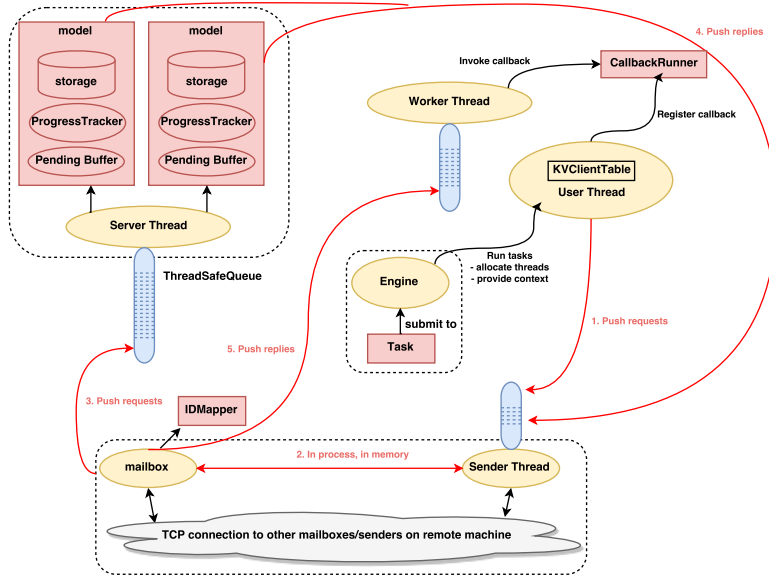 model
model
4. Push replies
storage
storage
Invoke callback
CallbackRunner
Worker Thread
ProgressTracker
ProgressTracker
Register callback
Pending Buffer
Pending Buffer
KVClientTable
User Thread
Server Thread
ThreadSafeQueue
Run tasks
- allocate threads
- provide context
Engine
submit to
1. Push requests
Task
5. Push replies
3. Push requests
IDMapper
2. In process, in memory
mailbox
Sender Thread
TCP connection to other mailboxes/senders on remote machine